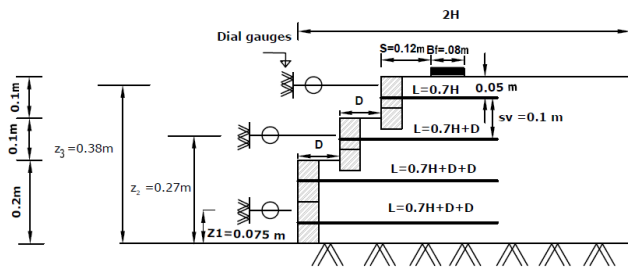 2H
Dial gauges
S=0.12m Bf=.08m
0.1m
L=0.7H
0.05 m
D
sv =0.1 m
0.1m
L=0.7H+D
z3 =0.38m
D
z2 =0.27m
L=0.7H+D+D
0.2m
L=0.7H+D+D
Z1=0.075 m